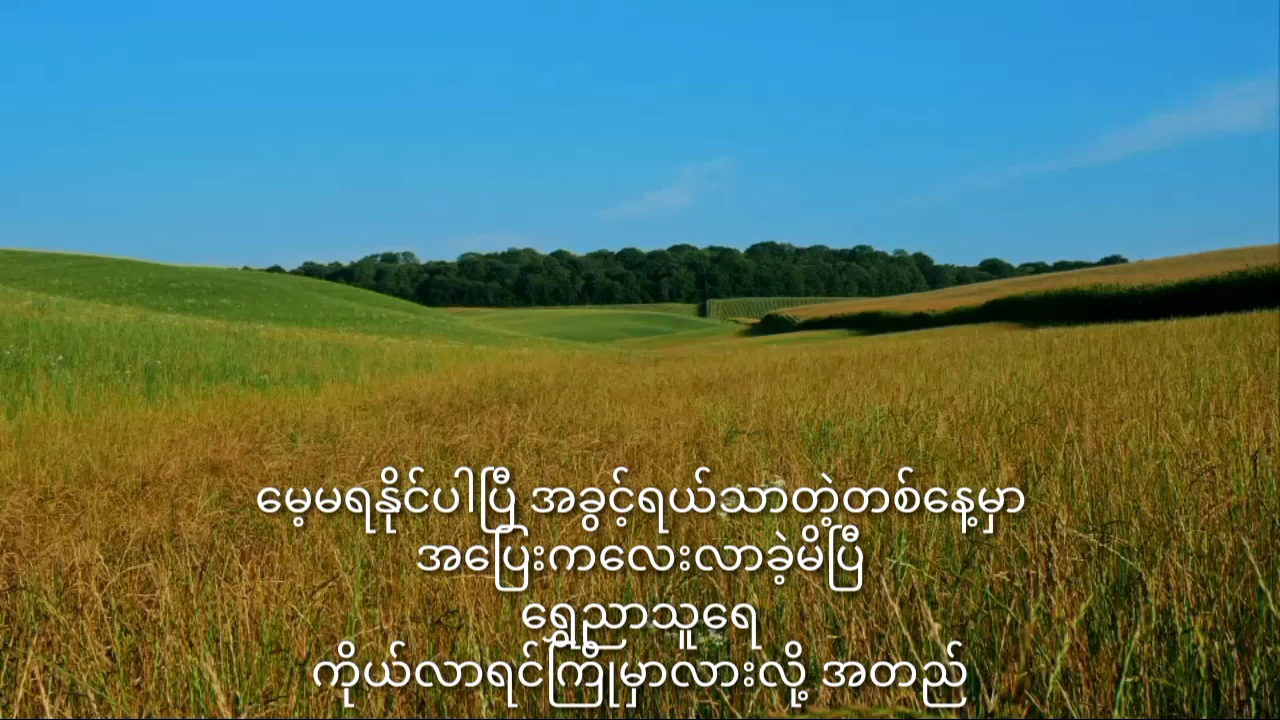 မေ့မရနိုင်ပါပြီ အခွင့်ရယ်သာတဲ့တစ်နေ့မှာ
အပြေးကလေးလာခဲ့မိပြီ
ရွှေညာသူရေ
ကိုယ်လာရင်ကြိုမှာလားလို့ အတည်